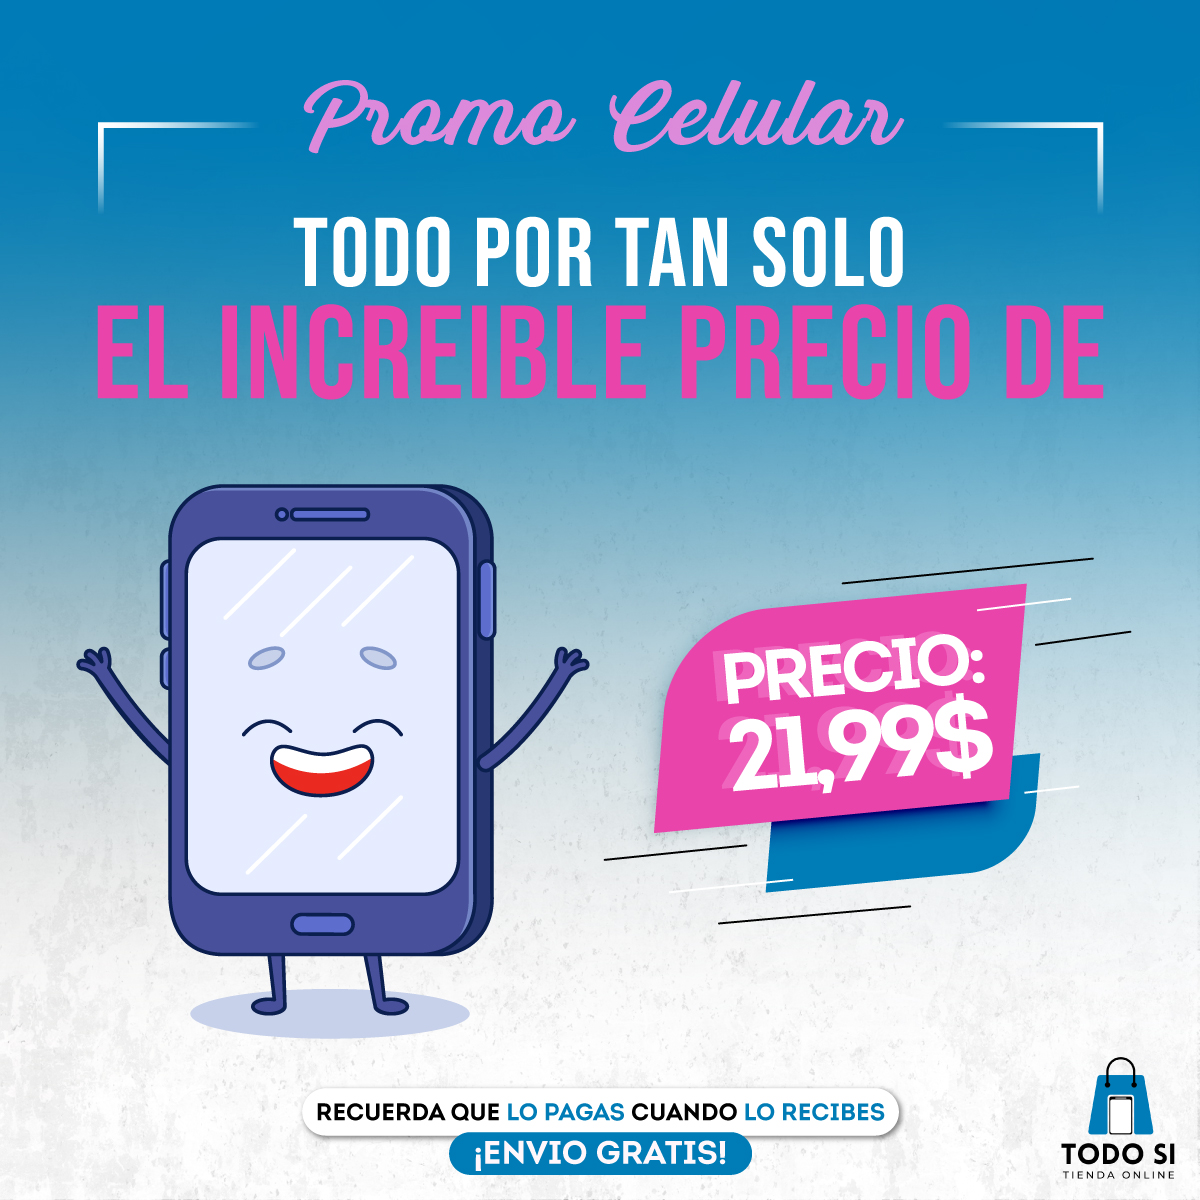 Promo Celular
TODO POR TAN SOLO
EL INCREIBLE PRECIO DE
PRECIO:
21,99$
RECUERDA QUE LO PAGAS CUANDO LO RECIBES
¡ENVIO GRATIS!
TODO SI
TIENDA ONLINE